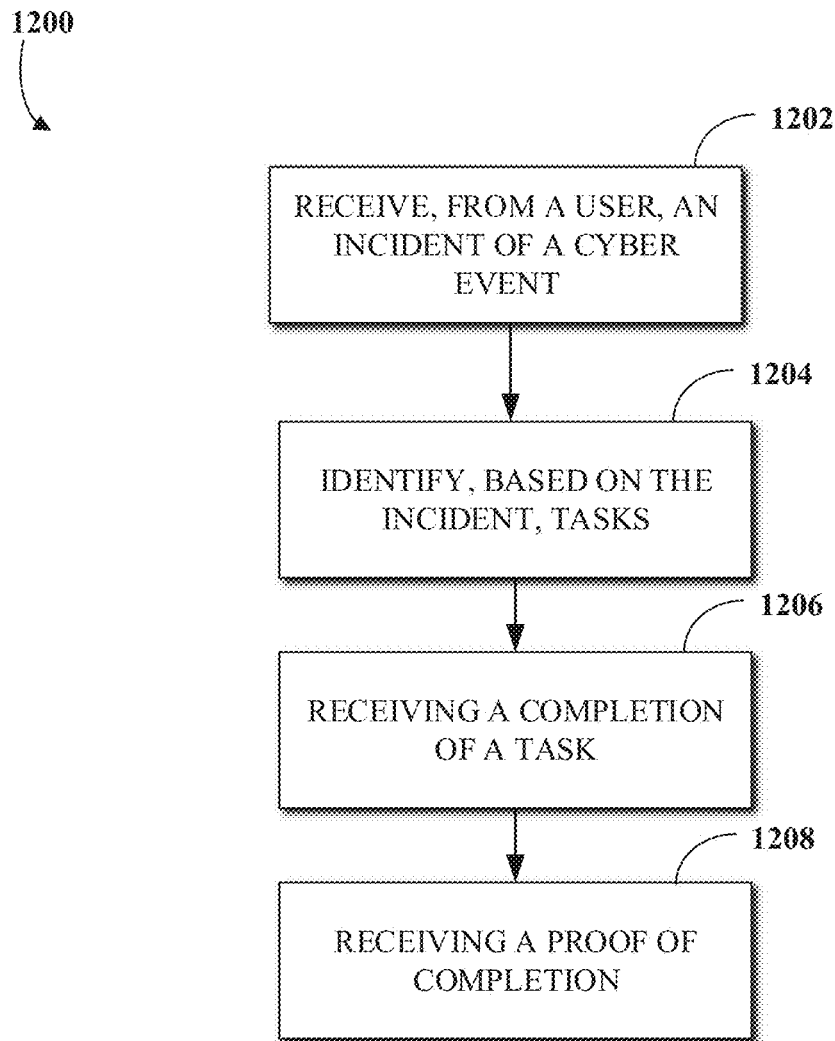 1200
1202
RECEIVE, FROM A USER, AN
INCIDENT OF A CYBER
EVENT
1204
IDENTIFY, BASED ON THE
INCIDENT, TASKS
1206
RECEIVING A COMPLETION
OF A TASK
1208
RECEIVING A PROOF OF
COMPLETION